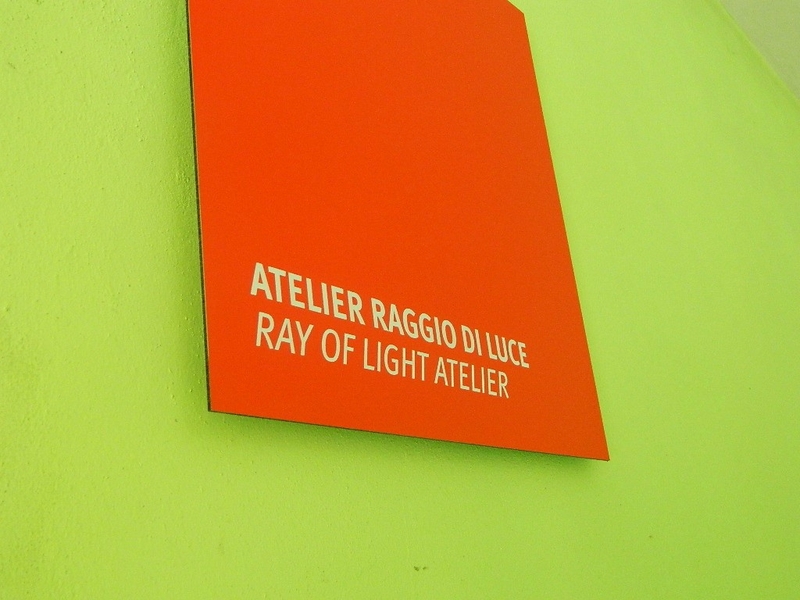 ATELIER RAGGIO DI LUCE
RAY OF LIGHT ATELIER